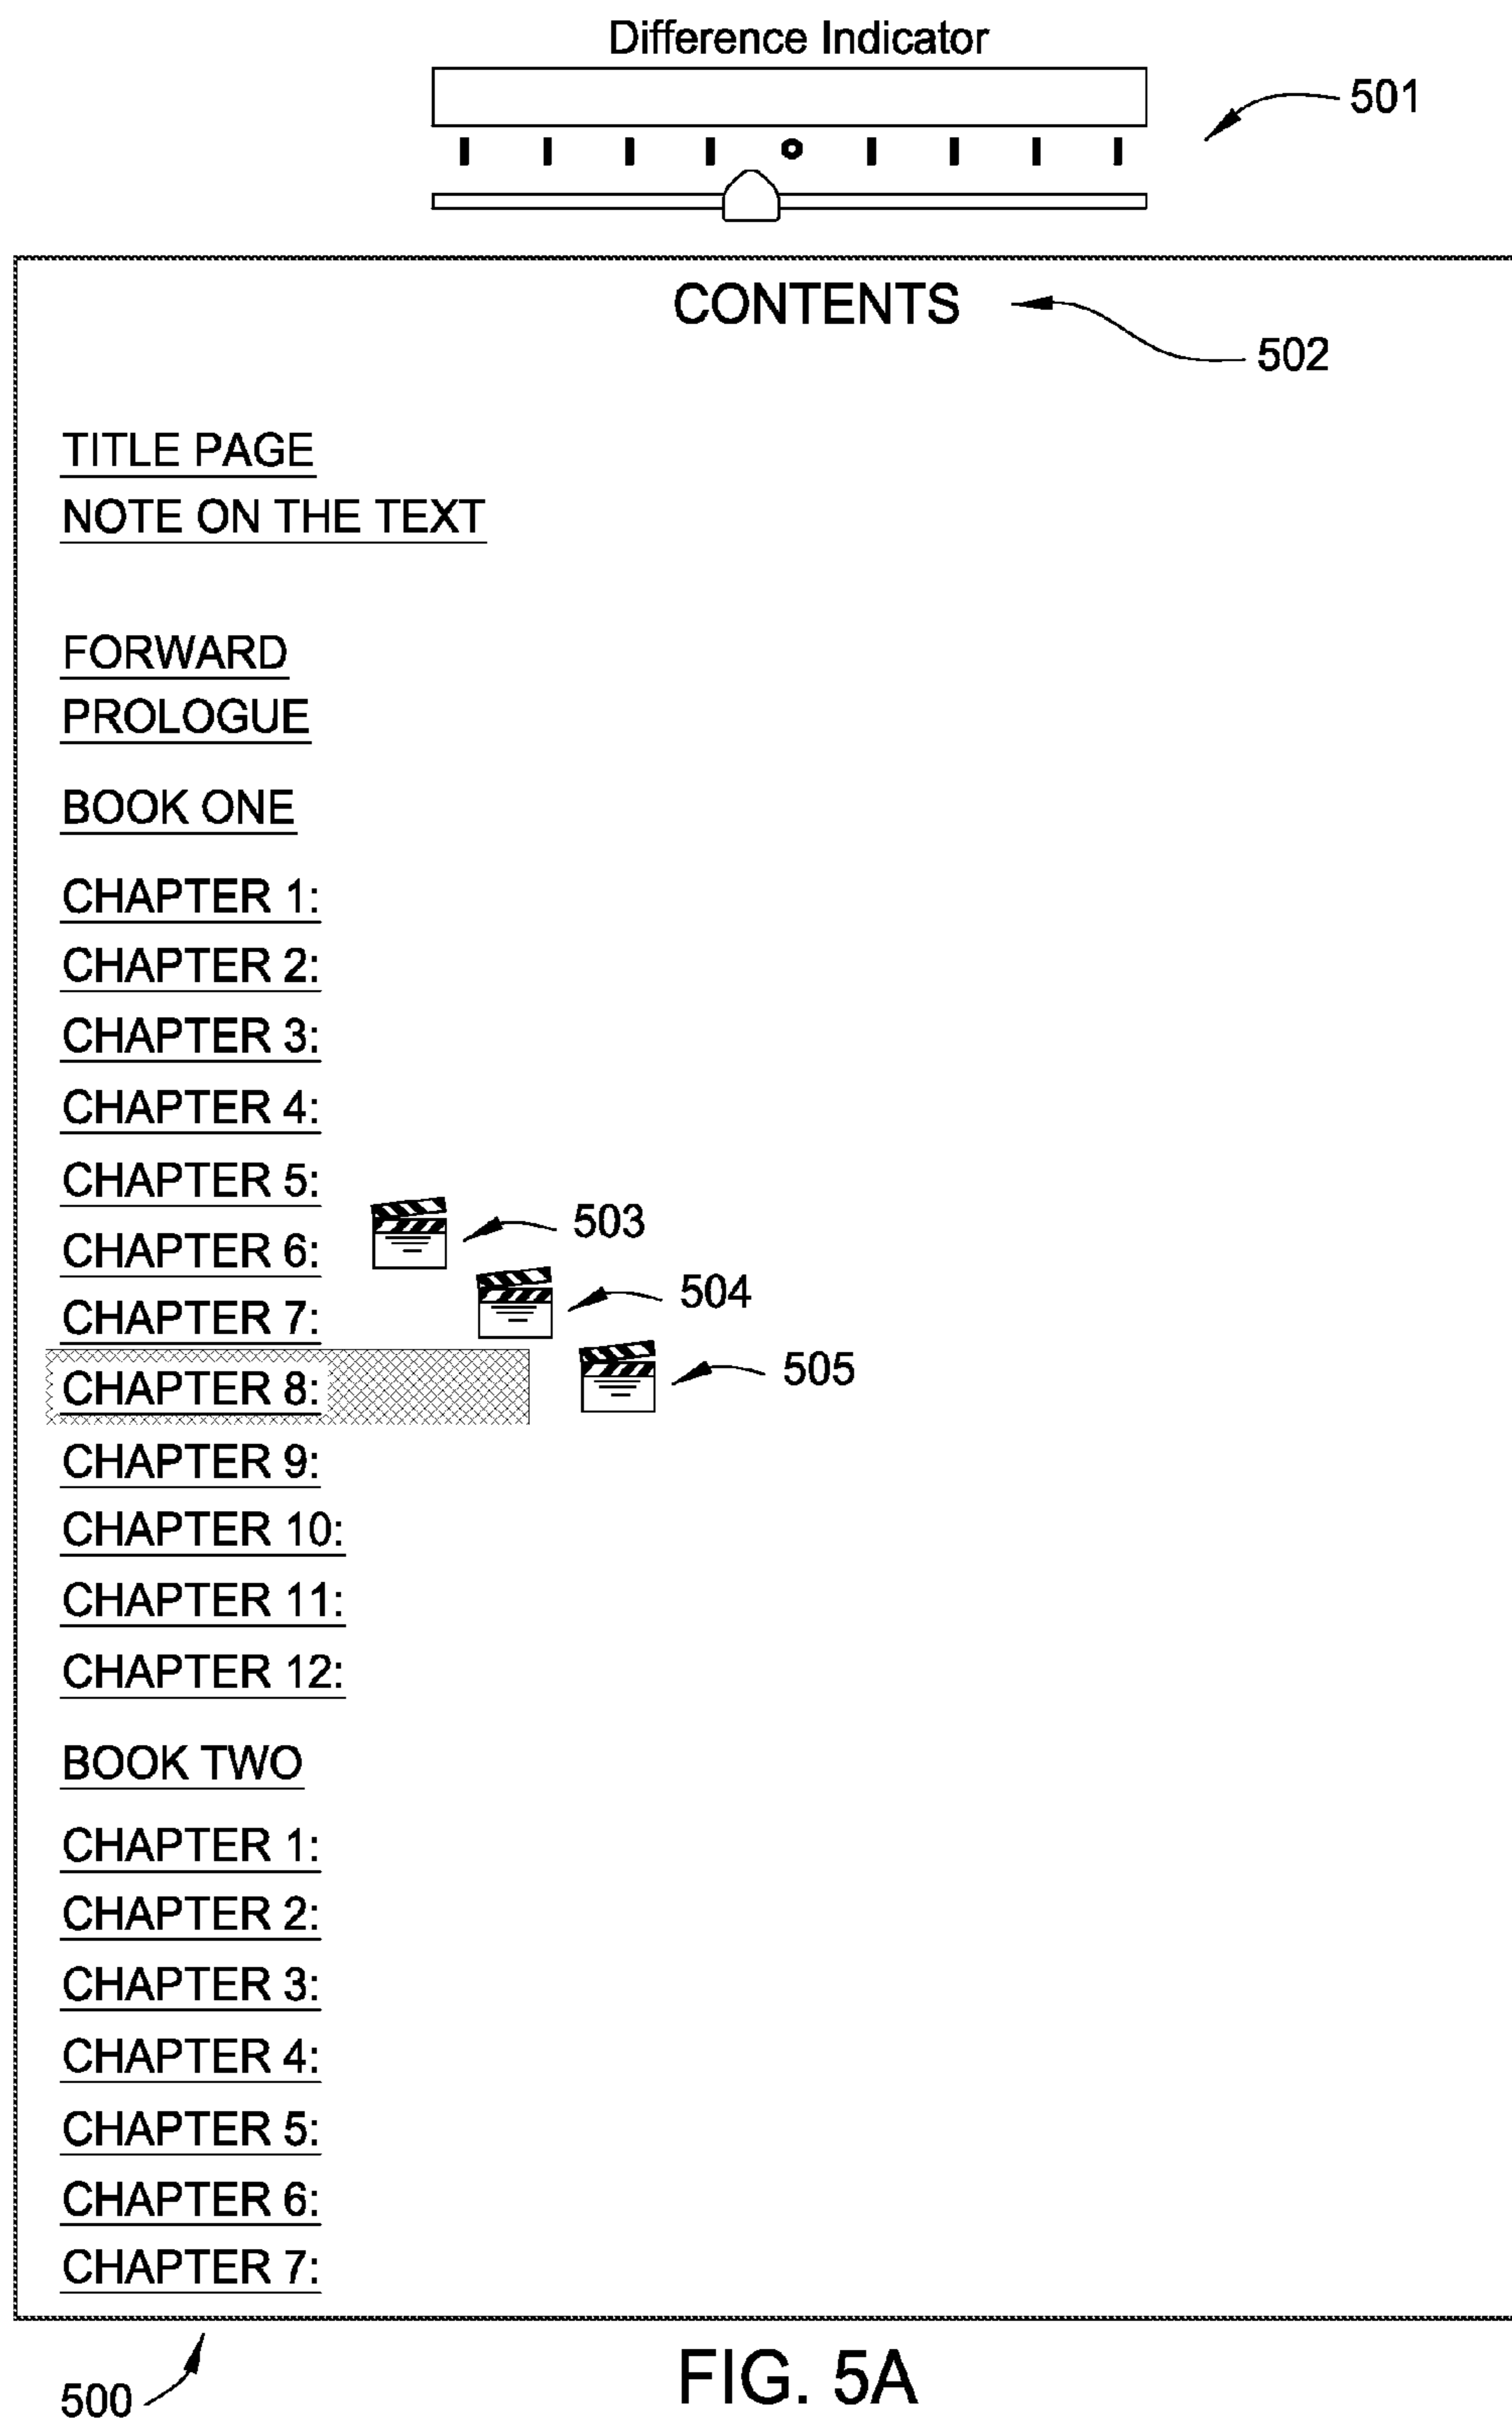 Difference Indicator
501
CONTENTS
502
TITLE PAGE
NOTE ON THE TEXT
FORWARD
PROLOGUE
BOOK ONE
CHAPTER 1:
CHAPTER 2:
CHAPTER 3:
CHAPTER 4:
CHAPTER 5:
503
CHAPTER 6:
504
CHAPTER 7:
505
CHAPTER 8:
CHAPTER 9:
CHAPTER 10:
CHAPTER 11:
CHAPTER 12:
BOOK TWO
CHAPTER 1:
CHAPTER 2:
CHAPTER 3:
CHAPTER 4:
CHAPTER 5:
CHAPTER 6:
CHAPTER 7:
500
FIG. 5A